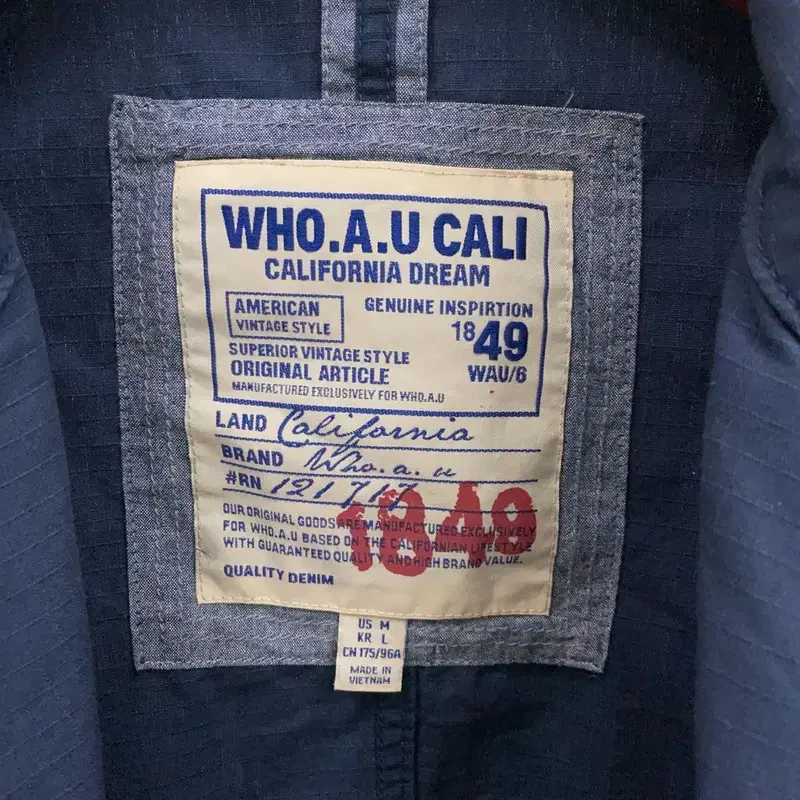 WHO.A.U CALI
CALIFORNIA DREAM
AMERICAN
VINTAGE STYLE
GENUINE INSPIRTION
1849
WAU/6
SUPERIOR VINTAGE STYLE
ORIGINAL ARTICLE
MANUFACTURED EXCLUSIVELY FOR WHO.A.U
LAND California
BRAND Who.a.u
#RN 121717
1849
OUR ORIGINAL GOODS ARE MANUFACTURED EXCLUSIVELY
FOR WHO.A.U BASED ON THE CALIFORNIAN LIFESTYLE
WITH GUARANTEED QUALITY AND HIGH BRAND VALUE.
QUALITY DENIM
US M
KR L
CN 175/96A
MADE IN
VIETNAM